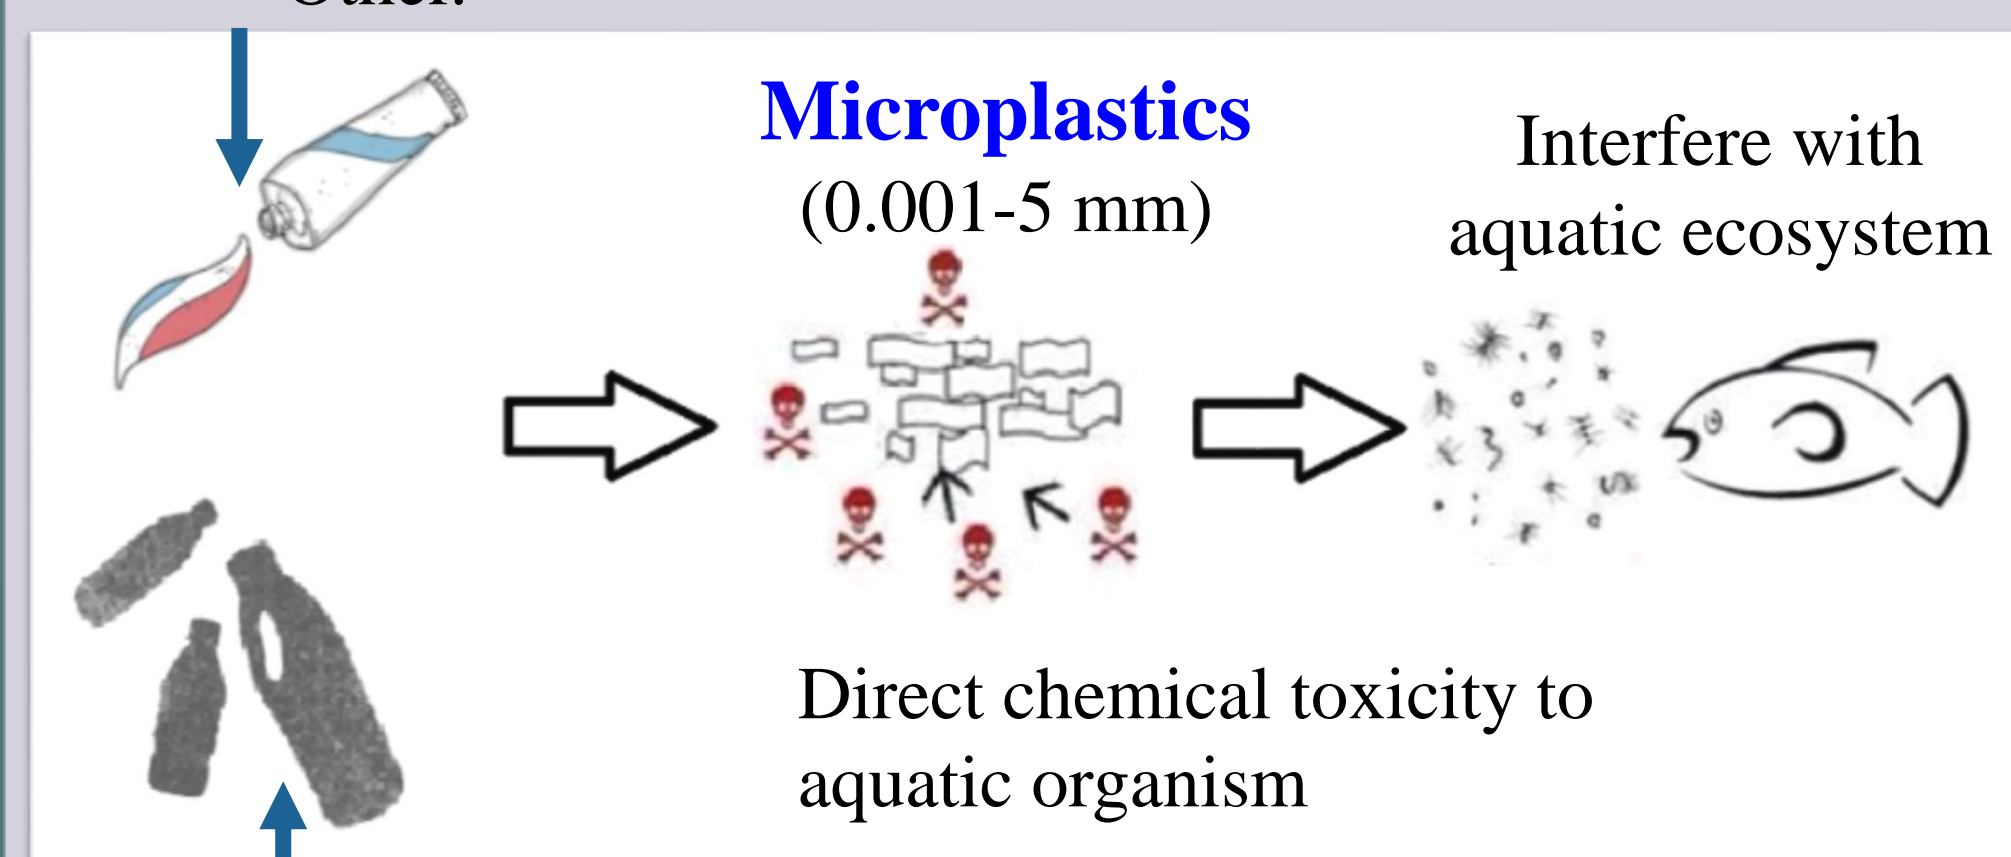 Microplastics
(0.001-5 mm)
Interfere with
aquatic ecosystem
Direct chemical toxicity to
aquatic organism